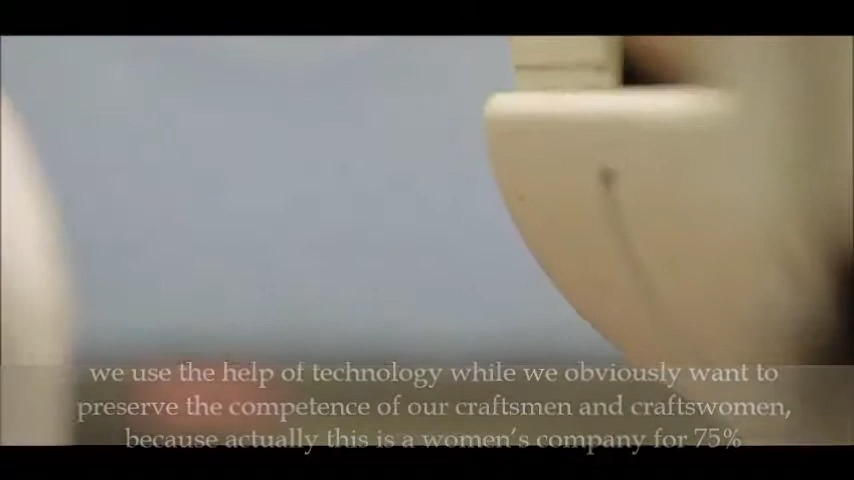 we use the help of technology while we obviously want to
preserve the competence of our craftsmen and craftswomen,
because actually this is a women's company for 75%